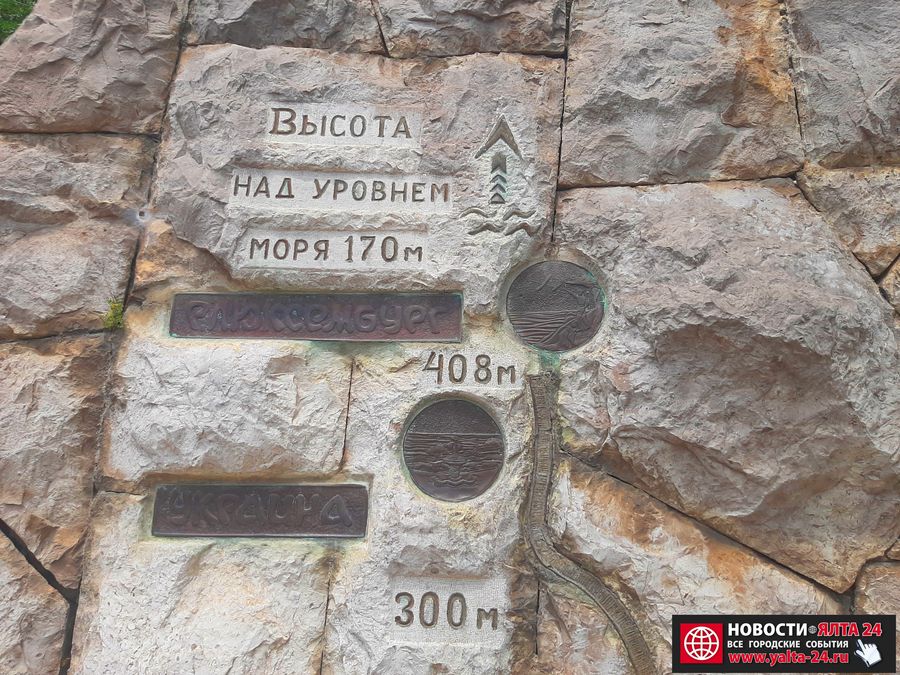 Высота
над уровнем
моря 170м
Люксембург
408м
Украина
300м
НОВОСТИ ЯЛТА 24
ВСЕ ГОРОДСКИЕ СОБЫТИЯ
www.yalta-24.ru